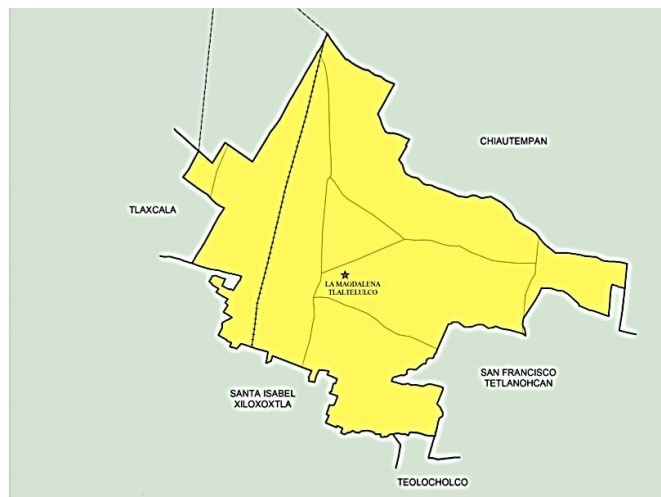 CHIAUTEMPAN
TLAXCALA
LA MAGDALENA
TLALTELULCO
SAN FRANCISCO
TETLANOHCAN
SANTA ISABEL
XILOXOXTLA
TEOLOCHOLCO